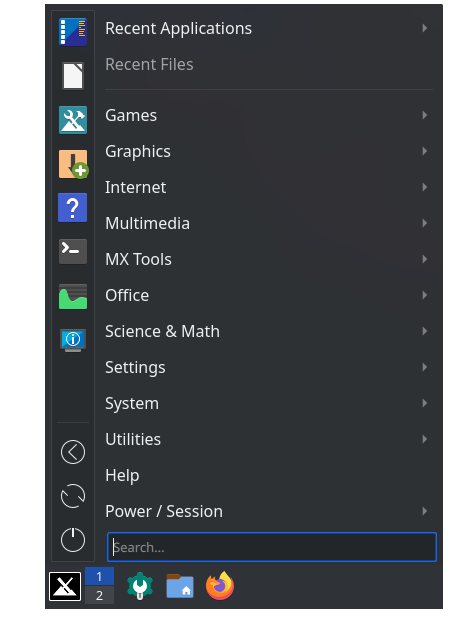 Recent Applications
Recent Files
Games
Graphics
Internet
Multimedia
MX Tools
Office
Science & Math
Settings
System
Utilities
Help
Power / Session
Search...
1
2